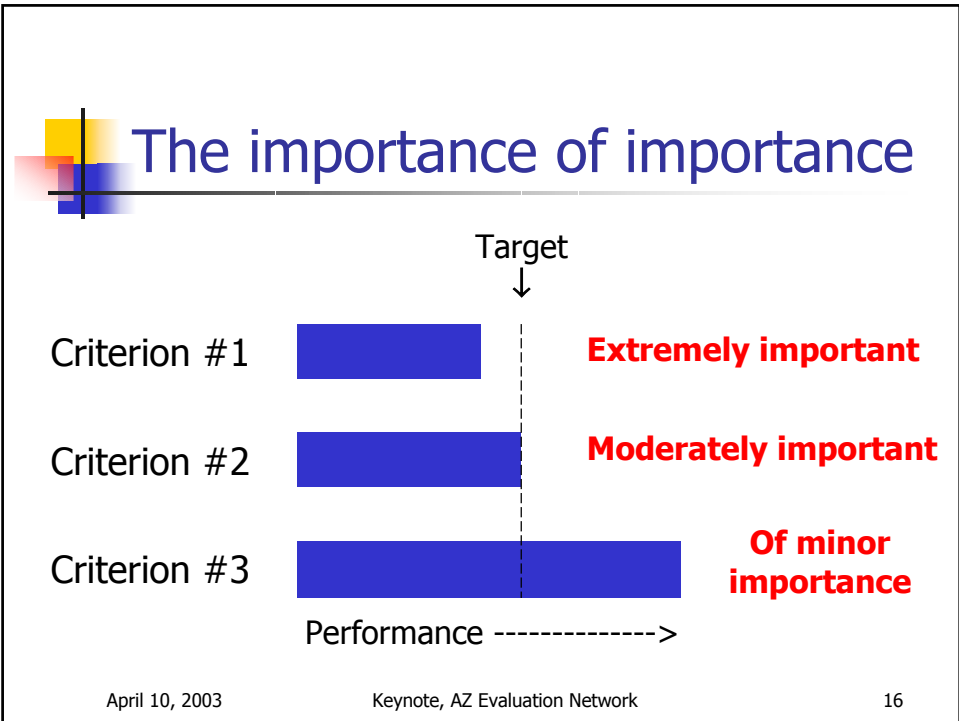 The importance of importance
Target
↓
Criterion #1
Extremely important
Criterion #2
Moderately important
Criterion #3
Of minor
importance
Performance -------------->
April 10, 2003
Keynote, AZ Evaluation Network
16